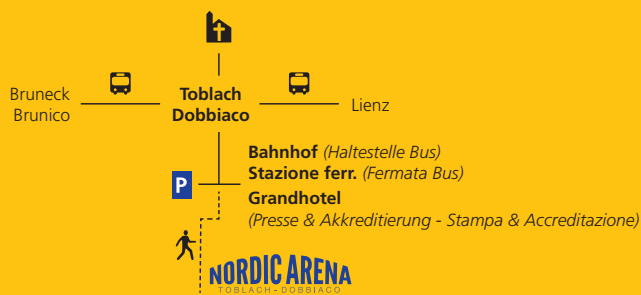 Bruneck
Brunico
Toblach
Dobbiaco
Lienz
Bahnhof (Haltestelle Bus)
Stazione ferr. (Fermata Bus)
P
Grandhotel
(Presse & Akkreditierung - Stampa & Accreditazione)
NORDIC ARENA
TOBLACH - DOBBIACO